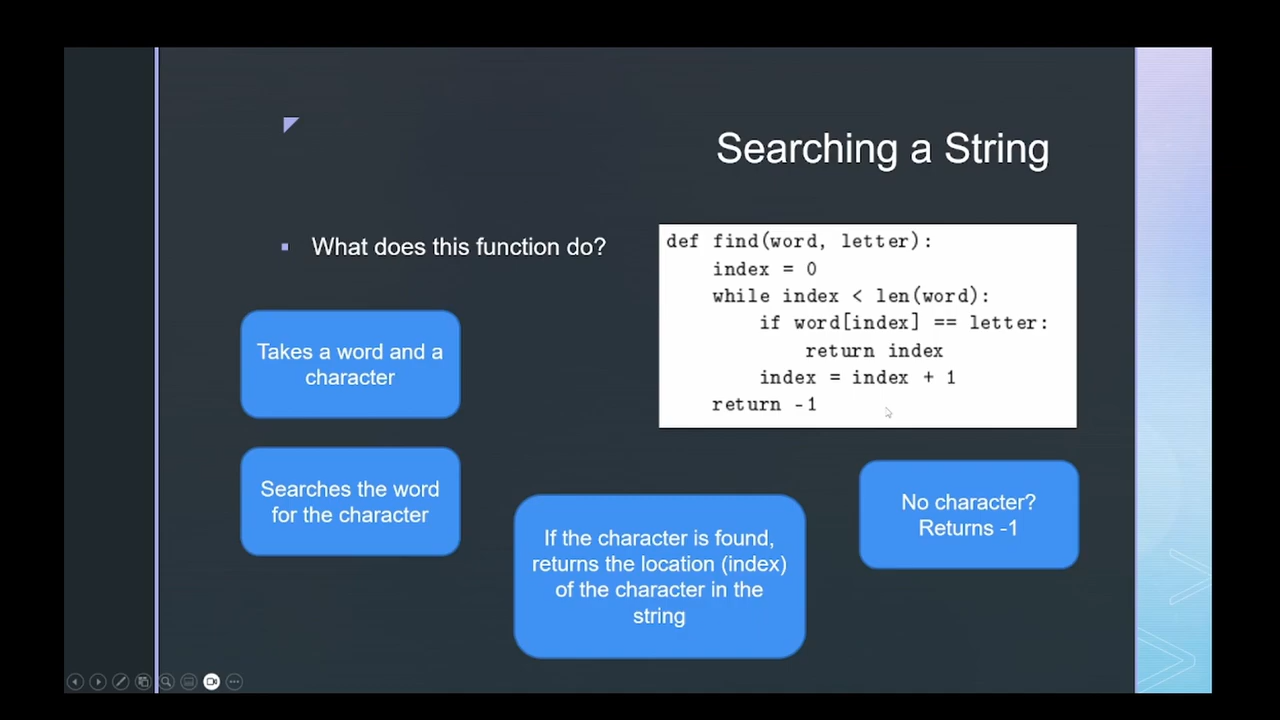 Searching a String
What does this function do?
def find(word, letter):
    index = 0
    while index < len(word):
        if word[index] == letter:
            return index
        index = index + 1
    return -1
Takes a word and a
character
Searches the word
for the character
If the character is found,
returns the location (index)
of the character in the
string
No character?
Returns -1